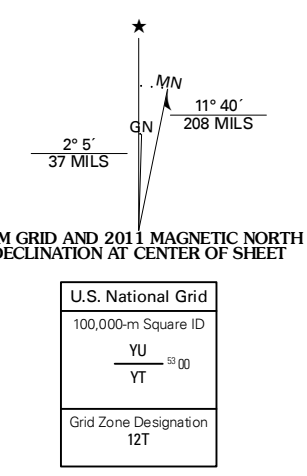 ★
MN
GN
11° 40´
208 MILS
2° 5´
37 MILS
M GRID AND 2011 MAGNETIC NORTH
DECLINATION AT CENTER OF SHEET
U.S. National Grid
100,000-m Square ID
YU
53 00
YT
Grid Zone Designation
12T